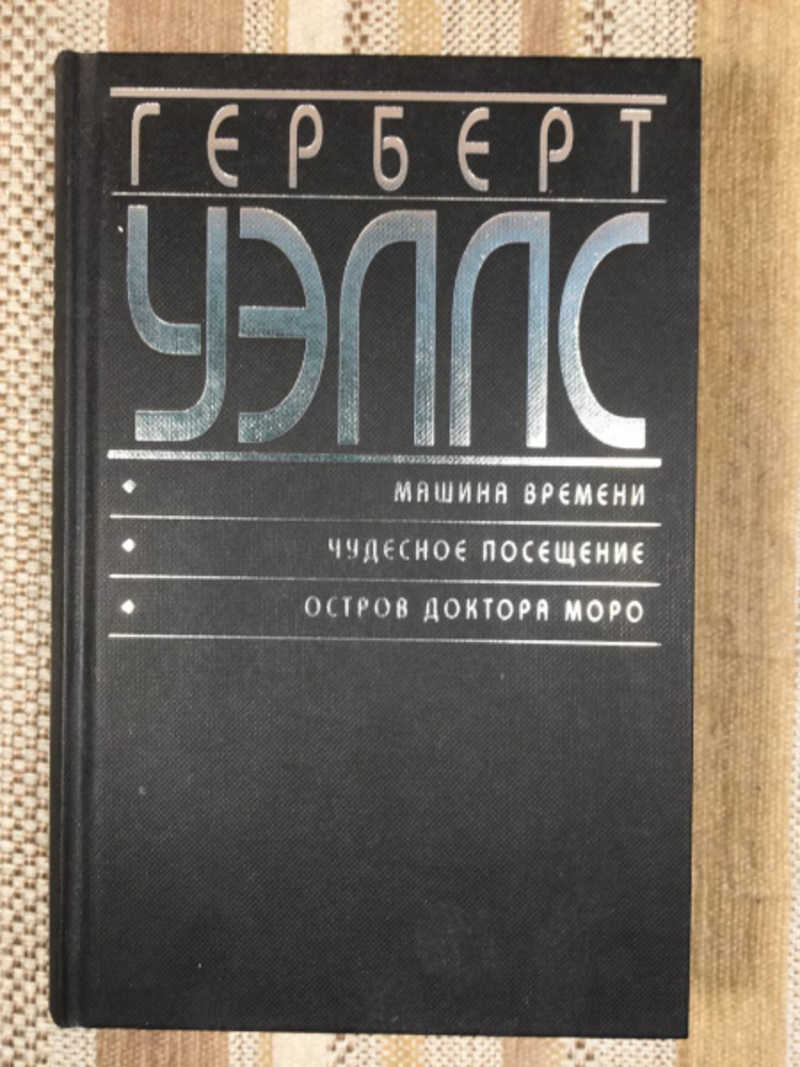 ГЕРБЕРТ
УЭЛЛС
МАШИНА ВРЕМЕНИ
ЧУДЕСНОЕ ПОСЕЩЕНИЕ
ОСТРОВ ДОКТОРА МОРО